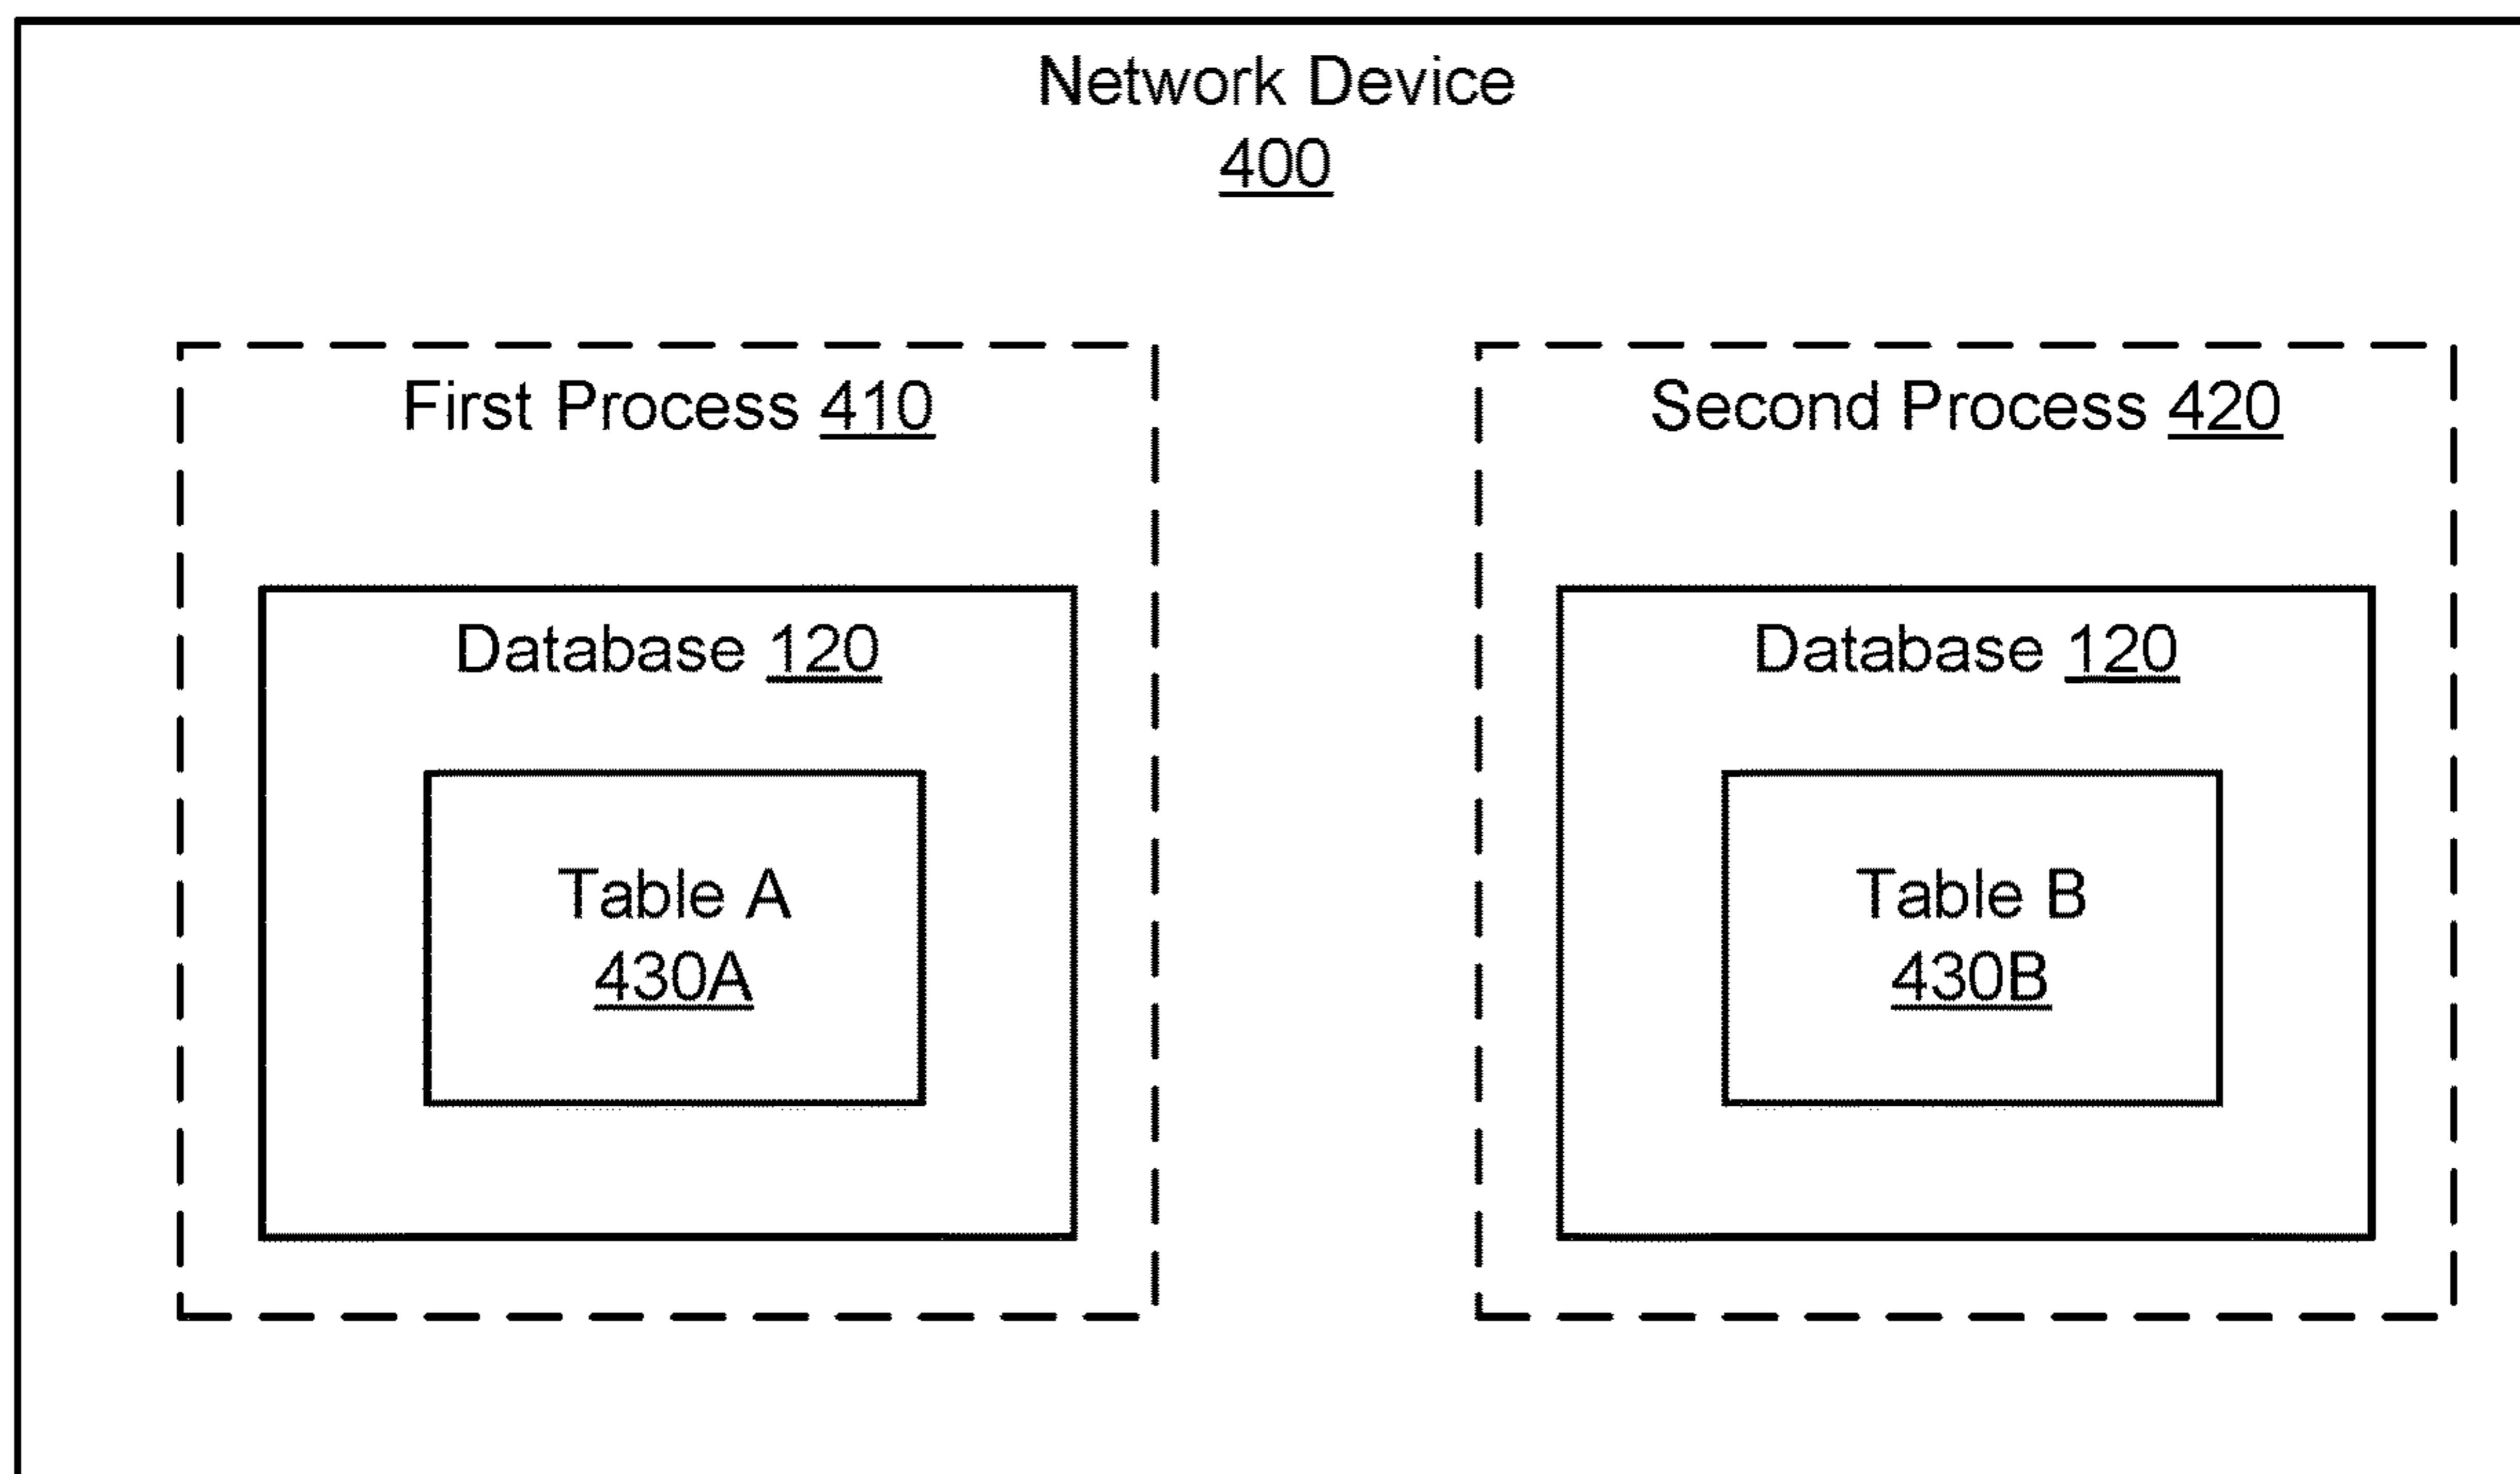 Network Device
400
First Process 410
Second Process 420
Database 120
Database 120
Table A
430A
Table B
430B